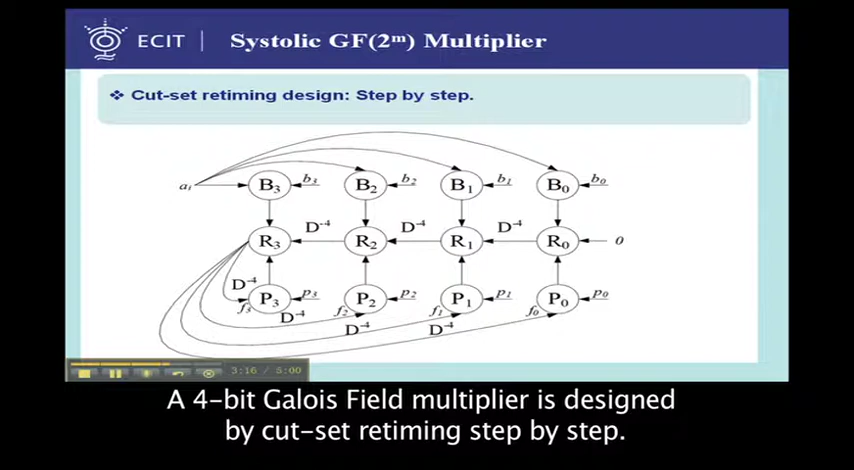 ECIT | Systolic GF(2ᵐ) Multiplier
❖ Cut-set retiming design: Step by step.
aᵢ B₃ b₃ B₂ b₂ B₁ b₁ B₀ b₀
D⁻⁴ D⁻⁴ D⁻⁴
R₃ R₂ R₁ R₀ 0
D⁻⁴
P₃ p₃ P₂ p₂ P₁ p₁ P₀ p₀
f₃ f₂ f₁ f₀
D⁻⁴ D⁻⁴ D⁻⁴
3:16 / 5:00
A 4-bit Galois Field multiplier is designed
by cut-set retiming step by step.